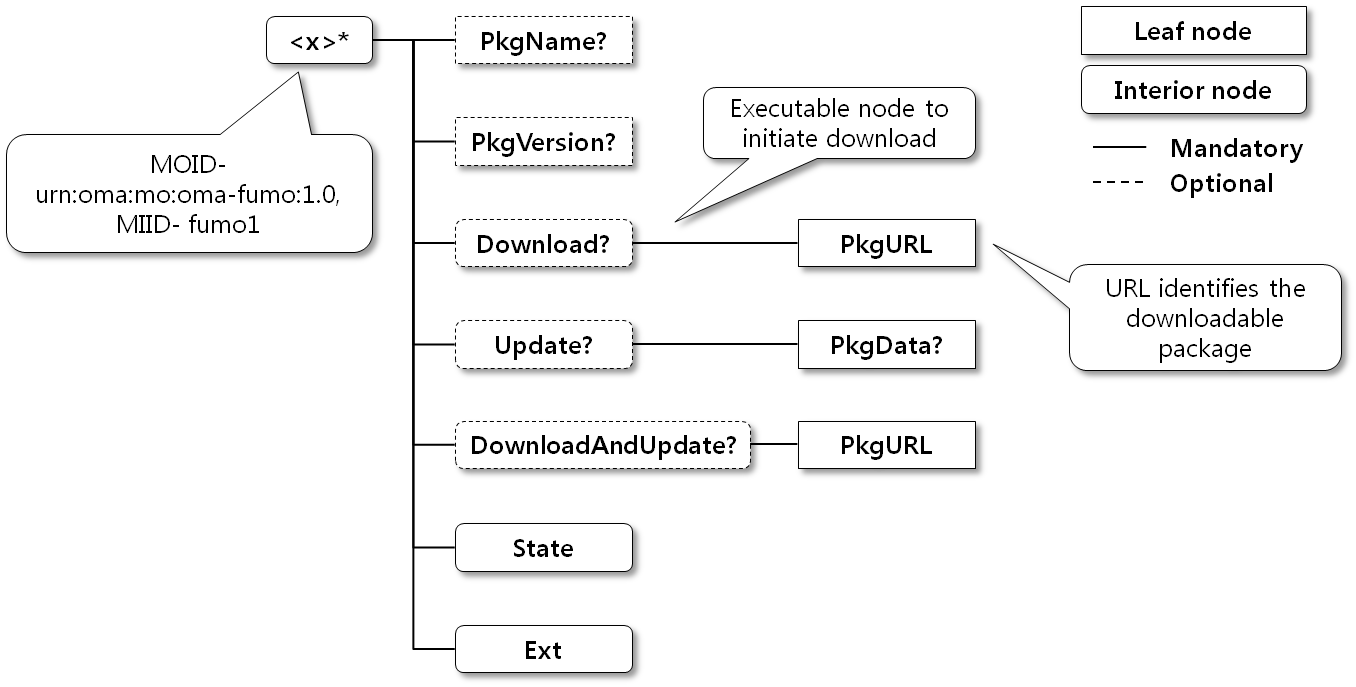 <x>*
PkgName?
PkgVersion?
Download?
Update?
DownloadAndUpdate?
State
Ext
PkgURL
PkgData?
PkgURL
MOID-
urn:oma:mo:oma-fumo:1.0,
MIID- fumo1
Executable node to
initiate download
URL identifies the
downloadable
package
Leaf node
Interior node
Mandatory
Optional